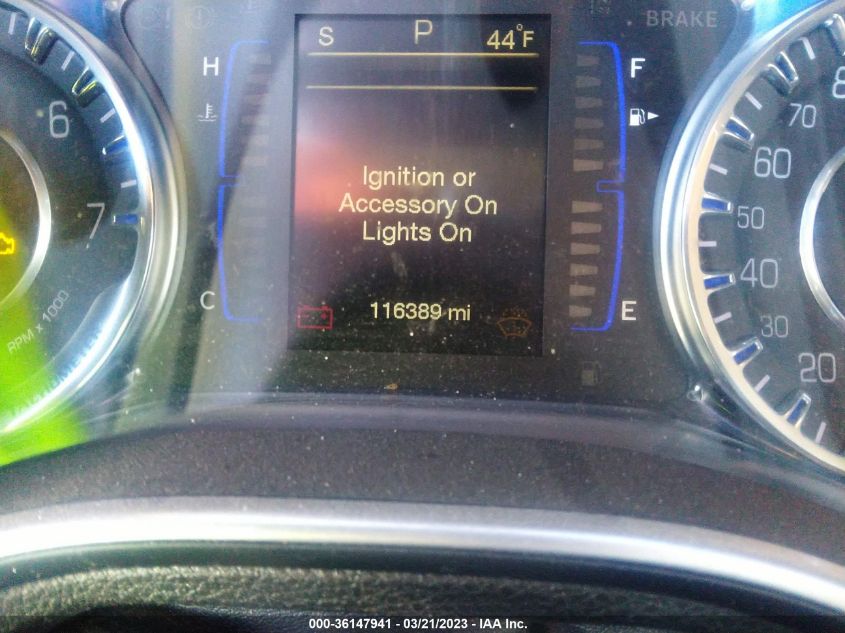 S P 44°F BRAKE
H F
C E
Ignition or
Accessory On
Lights On
116389 mi
6
7
RPM x 1000
8
70
60
50
40
30
20
000-36147941 - 03/21/2023 - IAA Inc.